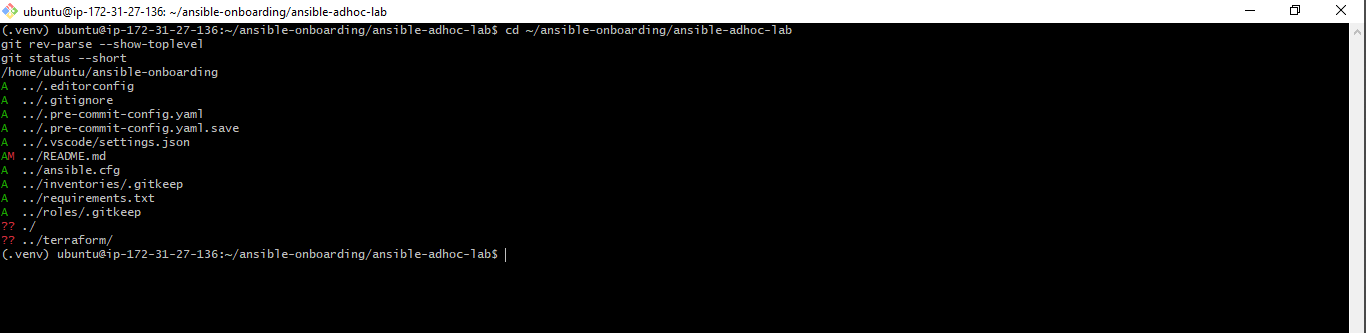 ubuntu@ip-172-31-27-136: ~/ansible-onboarding/ansible-adhoc-lab
(.venv) ubuntu@ip-172-31-27-136:~/ansible-onboarding/ansible-adhoc-lab$ cd ~/ansible-onboarding/ansible-adhoc-lab
git rev-parse --show-toplevel
git status --short
/home/ubuntu/ansible-onboarding
A  ../.editorconfig
A  ../.gitignore
A  ../.pre-commit-config.yaml
A  ../.pre-commit-config.yaml.save
A  ../.vscode/settings.json
AM ../README.md
A  ../ansible.cfg
A  ../inventories/.gitkeep
A  ../requirements.txt
A  ../roles/.gitkeep
?? ./
?? ../terraform/
(.venv) ubuntu@ip-172-31-27-136:~/ansible-onboarding/ansible-adhoc-lab$